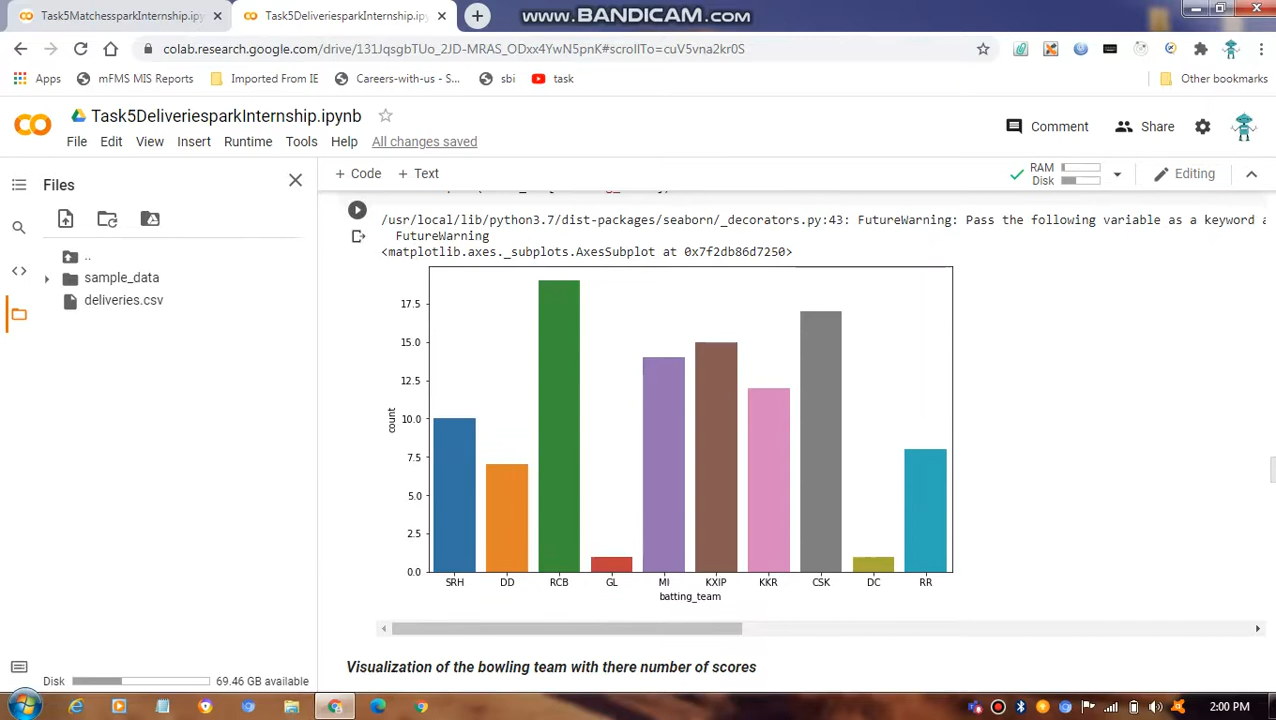 Task5MatchessparkInternship.ipy
Task5DeliveriesparkInternship.ip
www.BANDICAM.com
colab.research.google.com/drive/131JqsgbTUo_2JD-MRAS_ODxx4YwN5pnK#scrollTo=cuV5vna2kr0S
Apps mFMS MIS Reports Imported From IE Careers-with-us - S... sbi task Other bookmarks
CO Task5DeliveriesparkInternship.ipynb
Comment Share
File Edit View Insert Runtime Tools Help All changes saved
Files
+ Code + Text
RAM
Disk
Editing
/usr/local/lib/python3.7/dist-packages/seaborn/_decorators.py:43: FutureWarning: Pass the following variable as a keyword a
FutureWarning
<matplotlib.axes._subplots.AxesSubplot at 0x7f2db86d7250>
..
sample_data
deliveries.csv
17.5
15.0
12.5
10.0
7.5
5.0
2.5
0.0
count
SRH DD RCB GL MI KXIP KKR CSK DC RR
batting_team
Visualization of the bowling team with there number of scores
Disk 69.46 GB available
2:00 PM